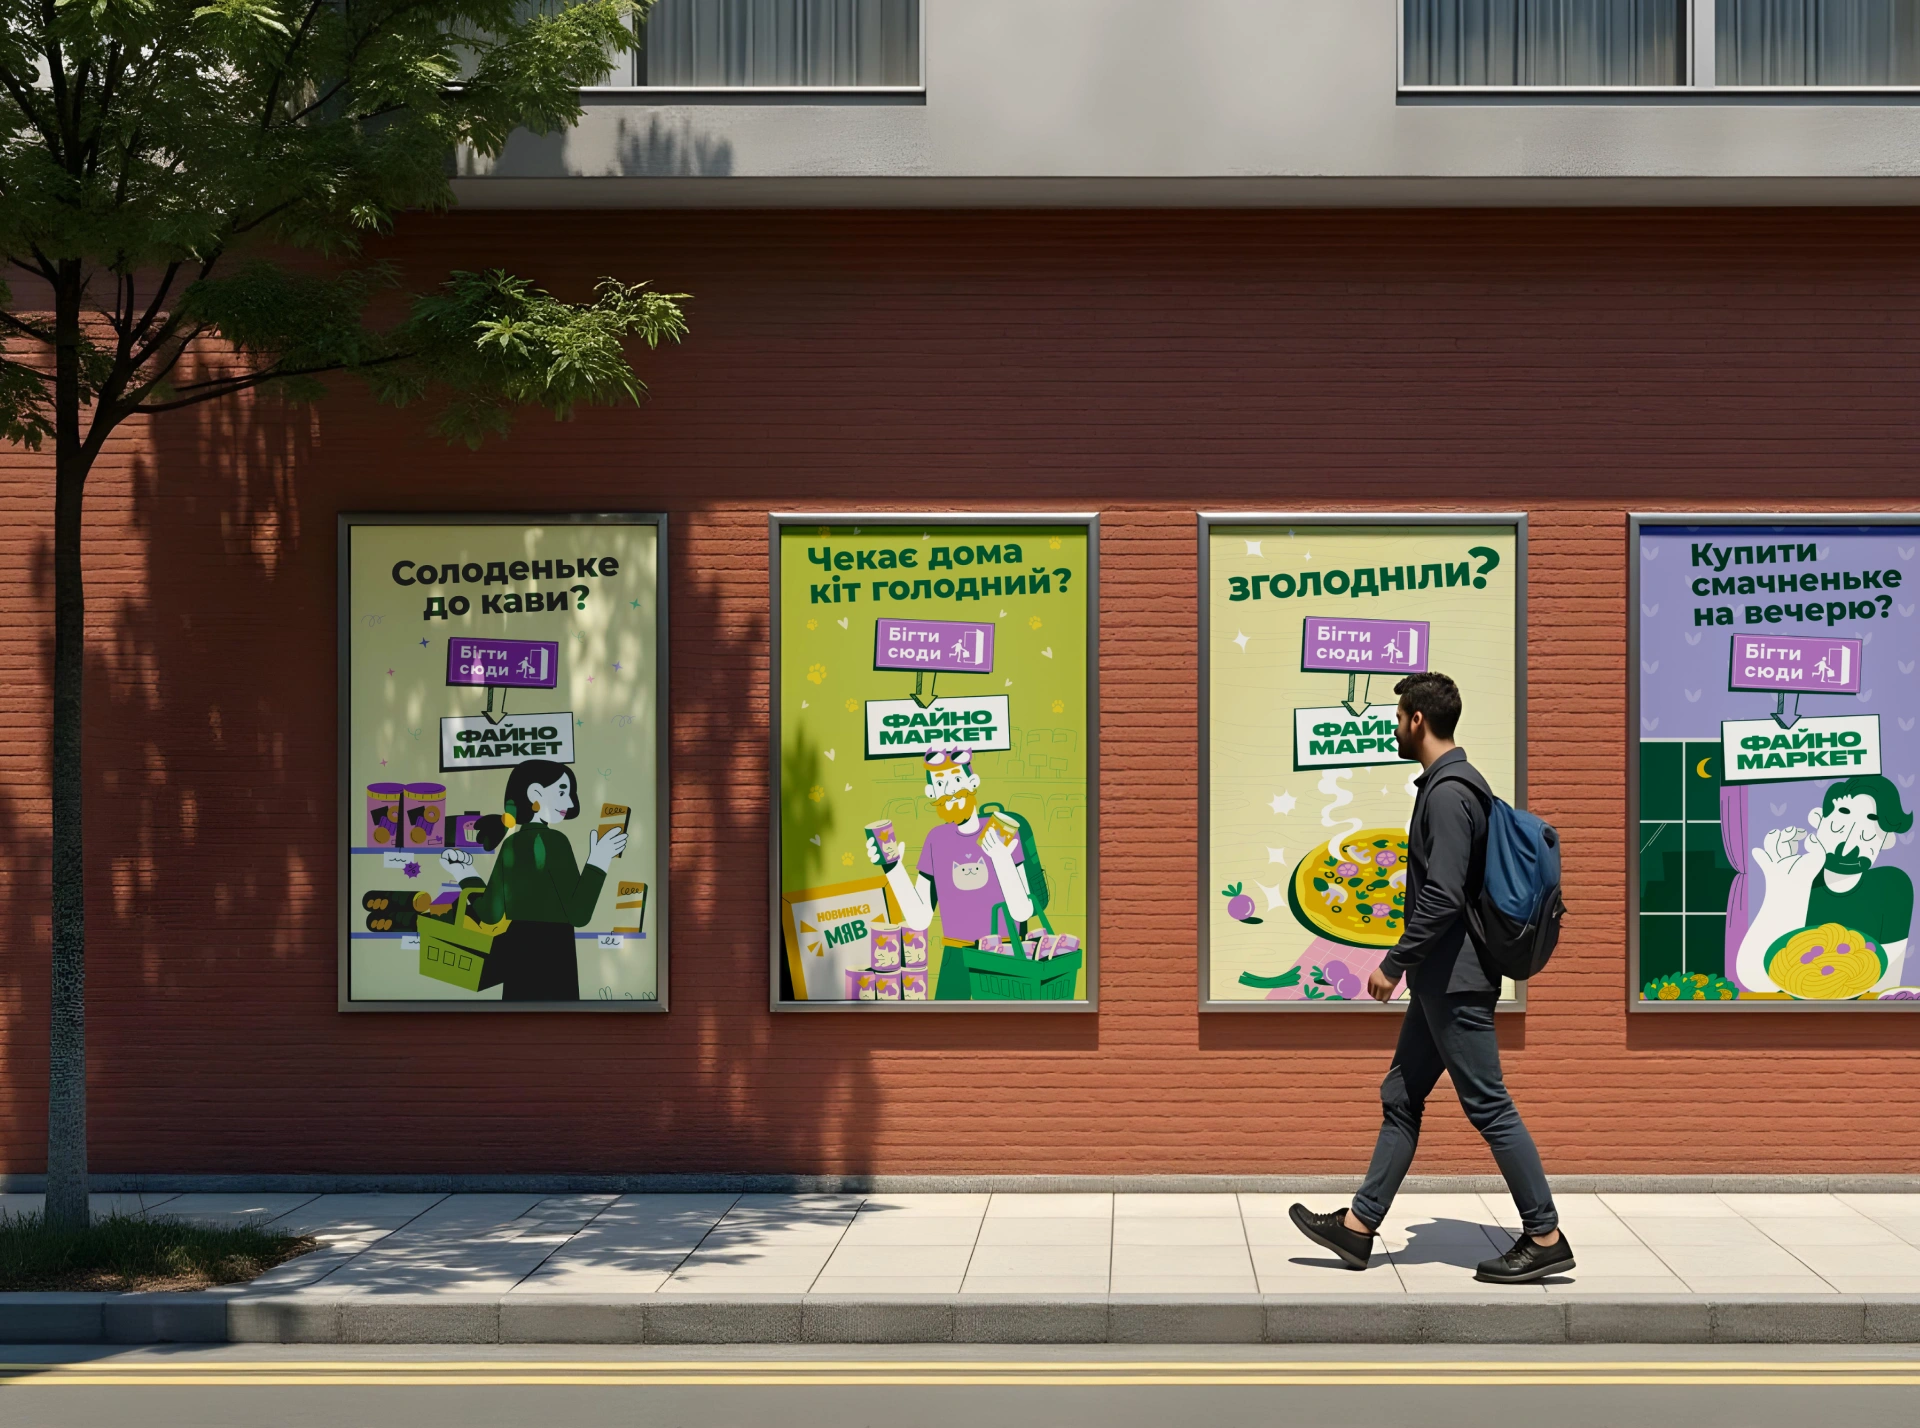 Солоденьке
до кави?
Бігти
сюди
ФАЙНО
МАРКЕТ
Чекає дома
кіт голодний?
Бігти
сюди
ФАЙНО
МАРКЕТ
НОВИНКА
МЯВ
зголодніли?
Бігти
сюди
Купити
смачненьке
на вечерю?
Бігти
сюди
ФАЙНО
МАРКЕТ